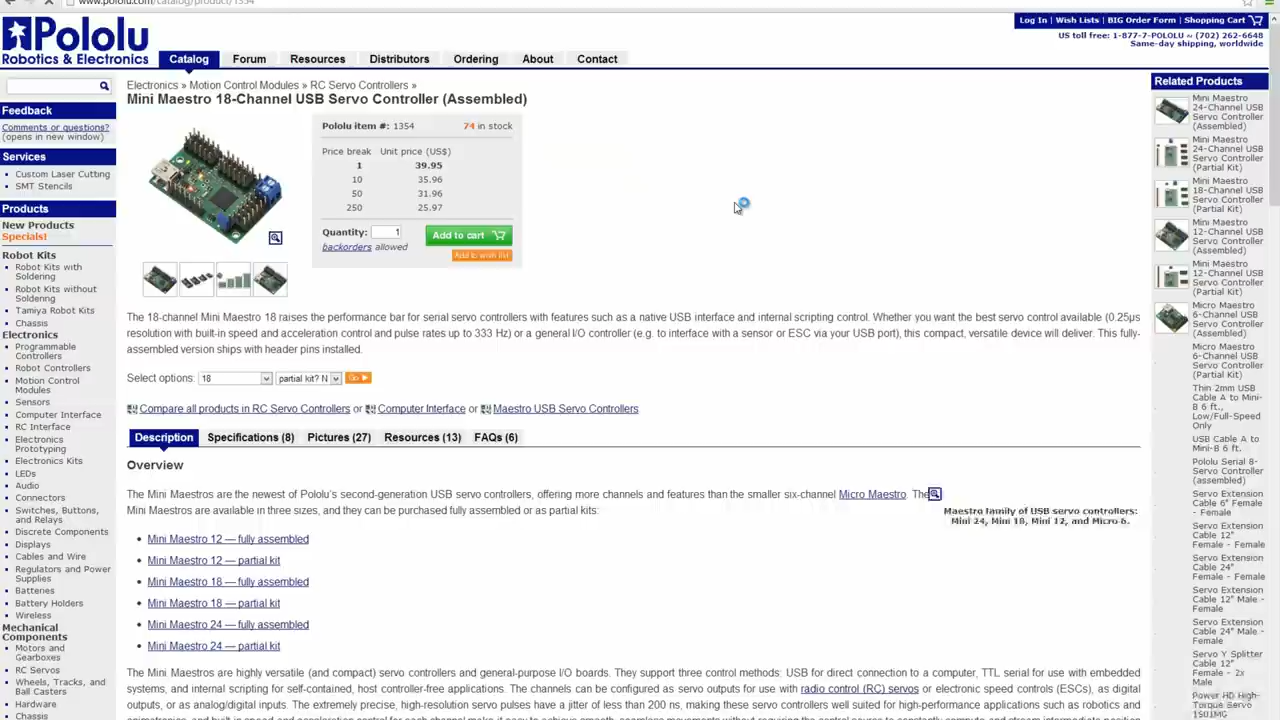 www.pololu.com/catalog/product/1354
Log In | Wish Lists | BIG Order Form | Shopping Cart
US toll free: 1-877-7-POLOLU ~ (702) 262-6648
Same-day shipping, worldwide
Pololu
Robotics & Electronics
Catalog Forum Resources Distributors Ordering About Contact
Feedback
Comments or questions?
(opens in new window)
Services
Custom Laser Cutting
SMT Stencils
Products
New Products
Specials!
Robot Kits
Robot Kits with
Soldering
Robot Kits without
Soldering
Tamiya Robot Kits
Chassis
Electronics
Programmable
Controllers
Robot Controllers
Motion Control
Modules
Sensors
Computer Interface
RC Interface
Electronics
Prototyping
Electronics Kits
LEDs
Audio
Connectors
Switches, Buttons,
and Relays
Discrete Components
Displays
Cables and Wire
Regulators and Power
Supplies
Batteries
Battery Holders
Wireless
Mechanical
Components
Motors and
Gearboxes
RC Servos
Wheels, Tracks, and
Ball Casters
Hardware
Chassis
Electronics » Motion Control Modules » RC Servo Controllers »
Mini Maestro 18-Channel USB Servo Controller (Assembled)
Pololu item #: 1354 74 in stock
Price break Unit price (US$)
1 39.95
10 35.96
50 31.96
250 25.97
Quantity: 1 Add to cart
backorders allowed
Add to wish list
The 18-channel Mini Maestro 18 raises the performance bar for serial servo controllers with features such as a native USB interface and internal scripting control. Whether you want the best servo control available (0.25µs
resolution with built-in speed and acceleration control and pulse rates up to 333 Hz) or a general I/O controller (e.g. to interface with a sensor or ESC via your USB port), this compact, versatile device will deliver. This fully-
assembled version ships with header pins installed.
Select options: 18 partial kit? N Go
Compare all products in RC Servo Controllers or Computer Interface or Maestro USB Servo Controllers
Description Specifications (8) Pictures (27) Resources (13) FAQs (6)
Overview
The Mini Maestros are the newest of Pololu's second-generation USB servo controllers, offering more channels and features than the smaller six-channel Micro Maestro. The
Mini Maestros are available in three sizes, and they can be purchased fully assembled or as partial kits:
Maestro family of USB servo controllers:
Mini 24, Mini 18, Mini 12, and Micro 6.
Mini Maestro 12 — fully assembled
Mini Maestro 12 — partial kit
Mini Maestro 18 — fully assembled
Mini Maestro 18 — partial kit
Mini Maestro 24 — fully assembled
Mini Maestro 24 — partial kit
The Mini Maestros are highly versatile (and compact) servo controllers and general-purpose I/O boards. They support three control methods: USB for direct connection to a computer, TTL serial for use with embedded
systems, and internal scripting for self-contained, host controller-free applications. The channels can be configured as servo outputs for use with radio control (RC) servos or electronic speed controls (ESCs), as digital
outputs, or as analog/digital inputs. The extremely precise, high-resolution servo pulses have a jitter of less than 200 ns, making these servo controllers well suited for high-performance applications such as robotics and
Related Products
Mini Maestro
24-Channel USB
Servo Controller
(Assembled)
Mini Maestro
24-Channel USB
Servo Controller
(Partial Kit)
Mini Maestro
18-Channel USB
Servo Controller
(Partial Kit)
Mini Maestro
12-Channel USB
Servo Controller
(Assembled)
Mini Maestro
12-Channel USB
Servo Controller
(Partial Kit)
Micro Maestro
6-Channel USB
Servo Controller
(Assembled)
Micro Maestro
6-Channel USB
Servo Controller
(Partial Kit)
Thin 2mm USB
Cable A to Mini-
B 6 ft.,
Low/Full-Speed
Only
USB Cable A to
Mini-B 6 ft.
Pololu Serial 8-
Servo Controller
(assembled)
Servo Extension
Cable 6" Female
- Female
Servo Extension
Cable 12"
Female - Female
Servo Extension
Cable 24"
Female - Female
Servo Extension
Cable 12" Male -
Female
Servo Extension
Cable 24" Male -
Female
Servo Y Splitter
Cable 12"
Female - 2x
Male
Power HD High-
Torque Servo
1501MG